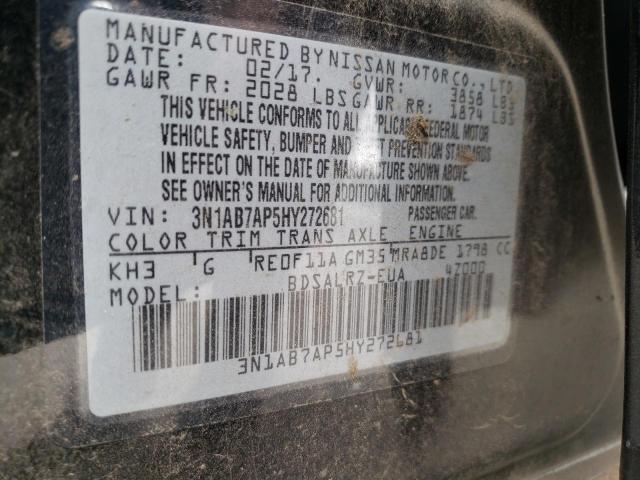 MANUFACTURED BY NISSAN MOTOR CO., LTD.
DATE: 02/17. GVWR: 3858 LBS
GAWR FR: 2028 LBS GAWR RR: 1874 LBS
THIS VEHICLE CONFORMS TO ALL APPLICABLE FEDERAL MOTOR
VEHICLE SAFETY, BUMPER AND THEFT PREVENTION STANDARDS
IN EFFECT ON THE DATE OF MANUFACTURE SHOWN ABOVE.
SEE OWNER'S MANUAL FOR ADDITIONAL INFORMATION.
VIN: 3N1AB7AP5HY272681 PASSENGER CAR.
COLOR TRIM TRANS AXLE ENGINE
KH3 G RE0F11A GM35 MRA8DE 1798 CC
MODEL: BDSALRZ-EUA 47000
3N1AB7AP5HY272681